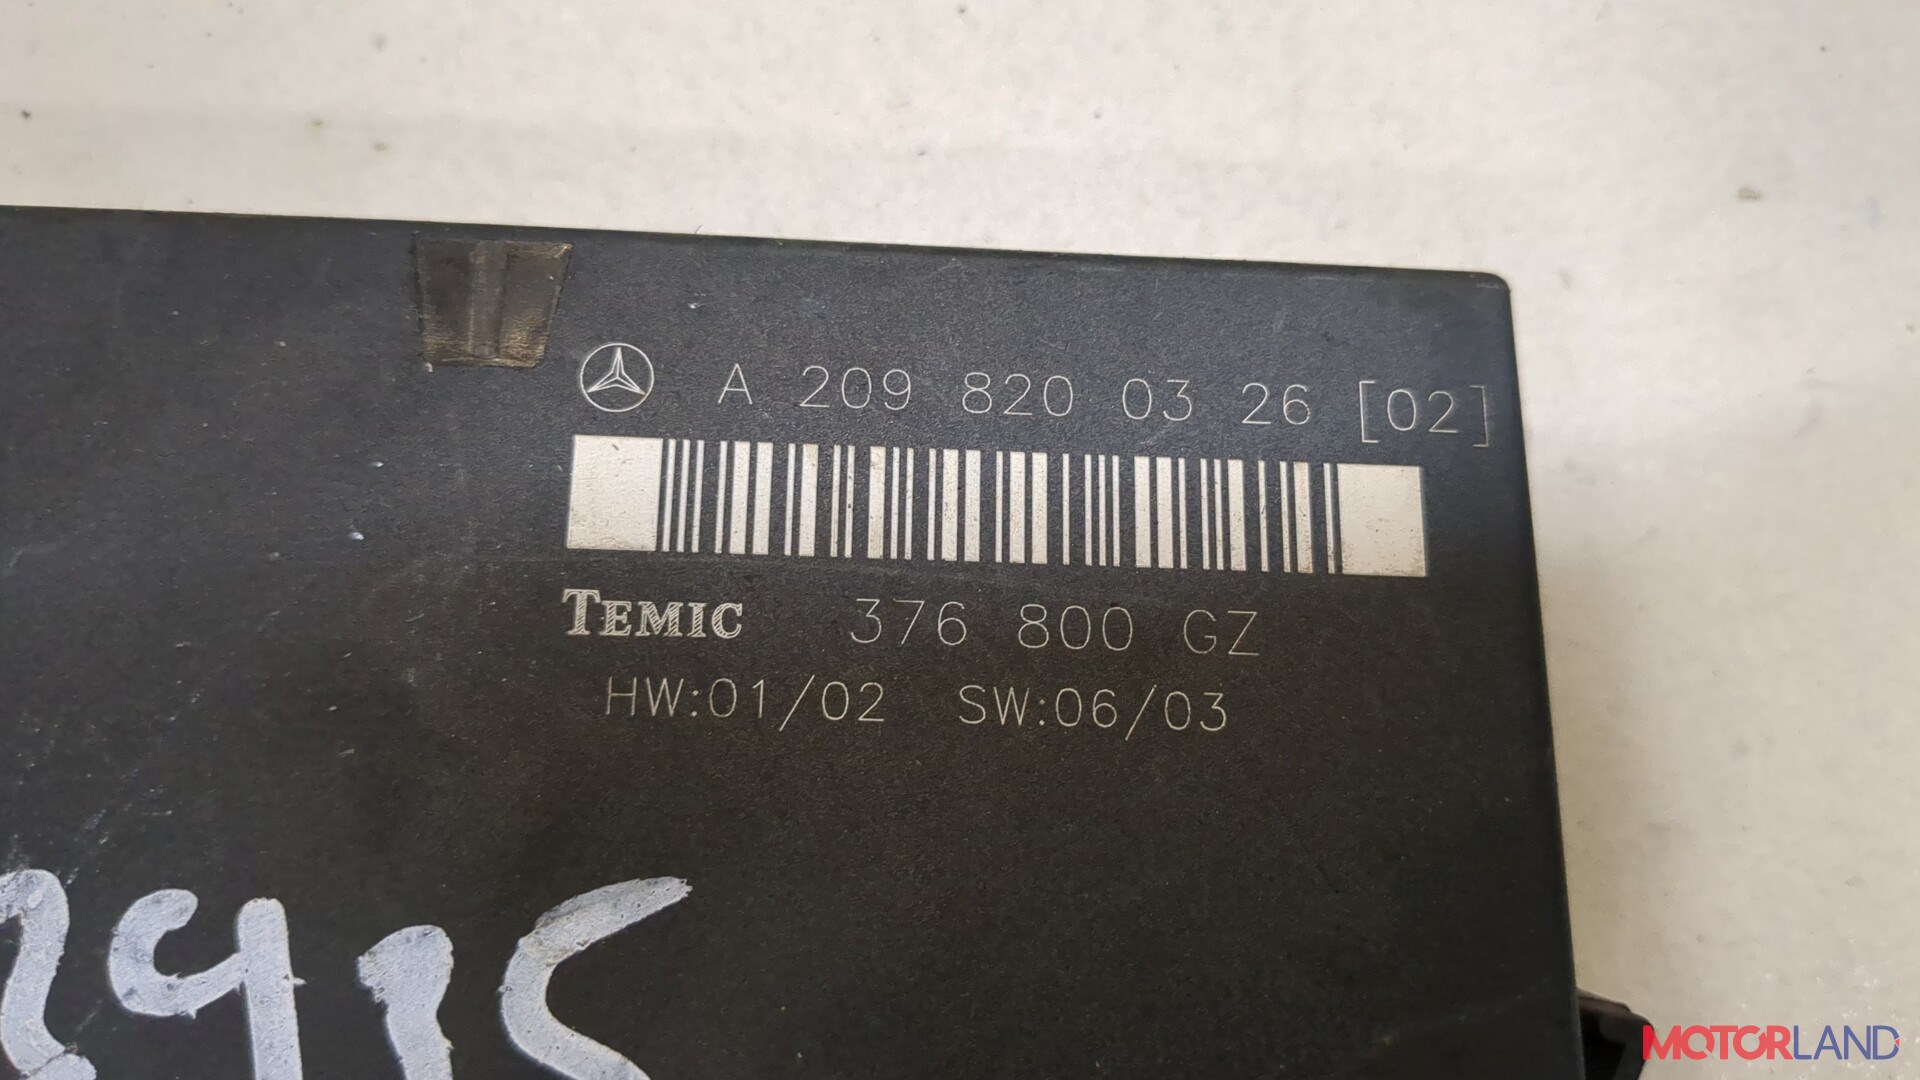 A 209 820 03 26 [02]
TEMIC 376 800 GZ
HW:01/02 SW:06/03
MOTORLAND